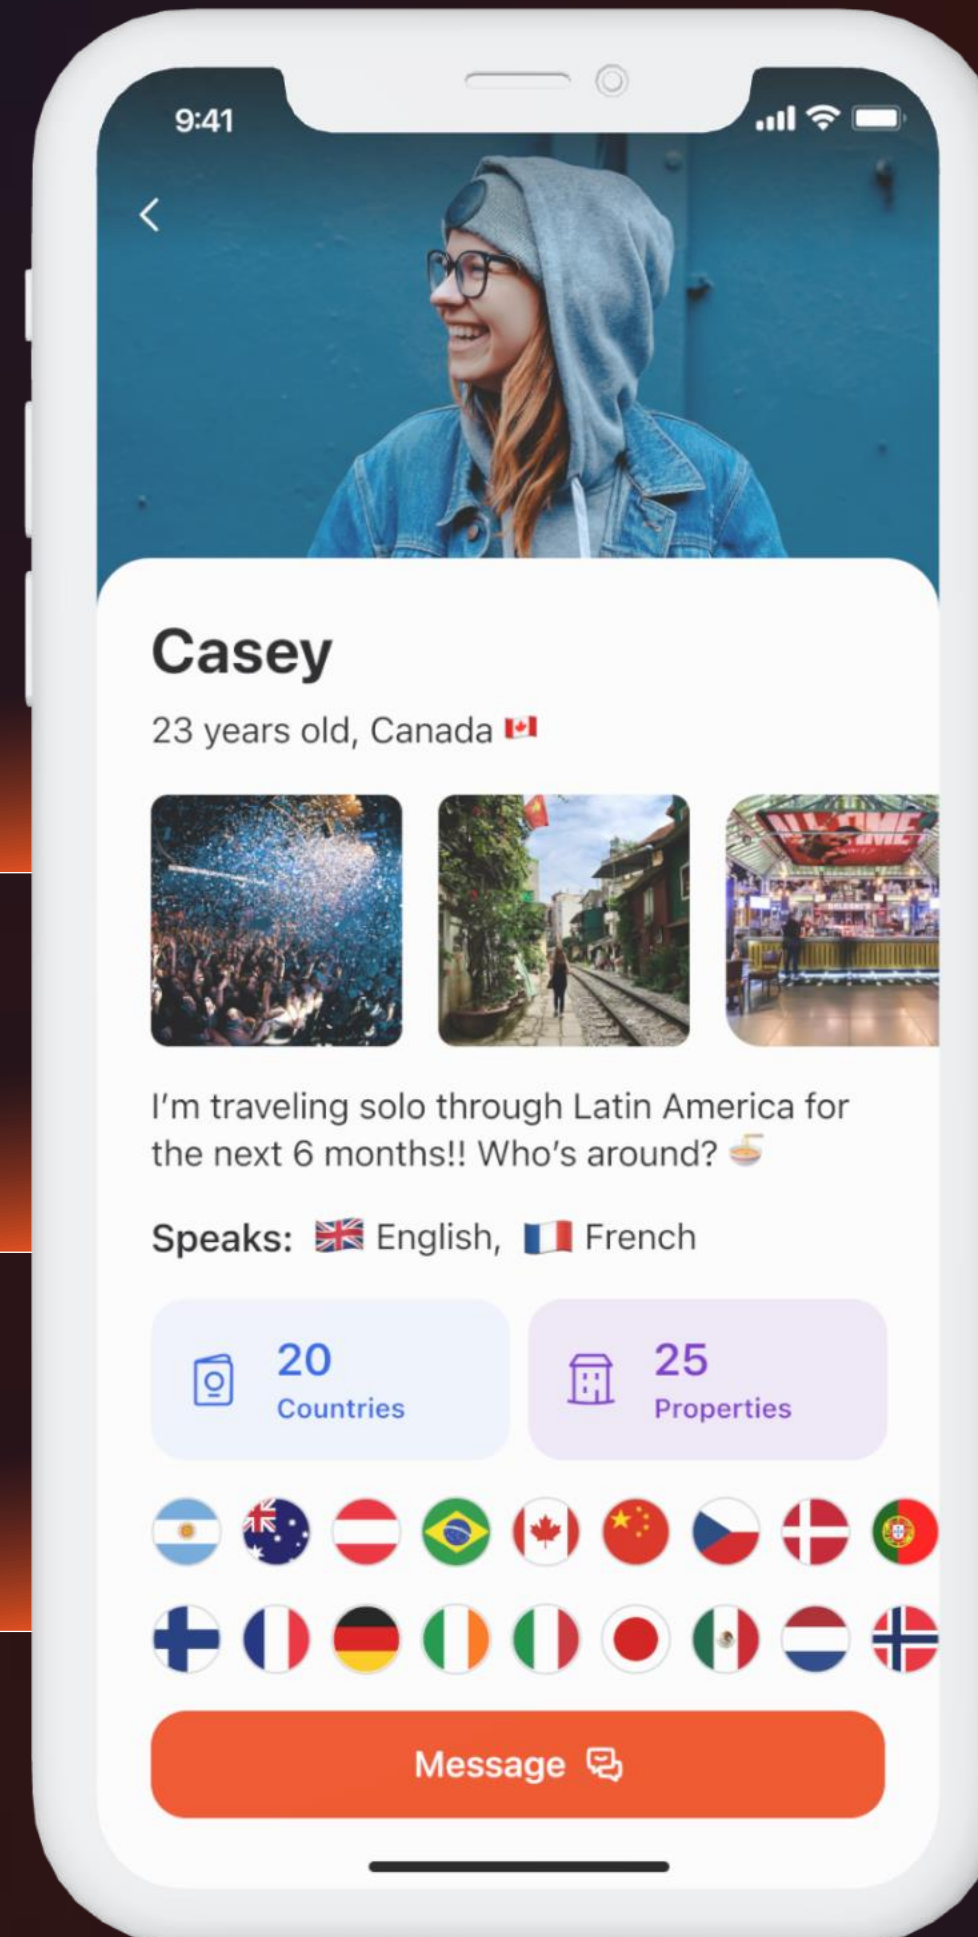 9:41
Casey
23 years old, Canada 🇨🇦
WELCOME
I'm traveling solo through Latin America for
the next 6 months!! Who's around? 🍜
Speaks: 🇬🇧 English, 🇫🇷 French
20
Countries
25
Properties
Message